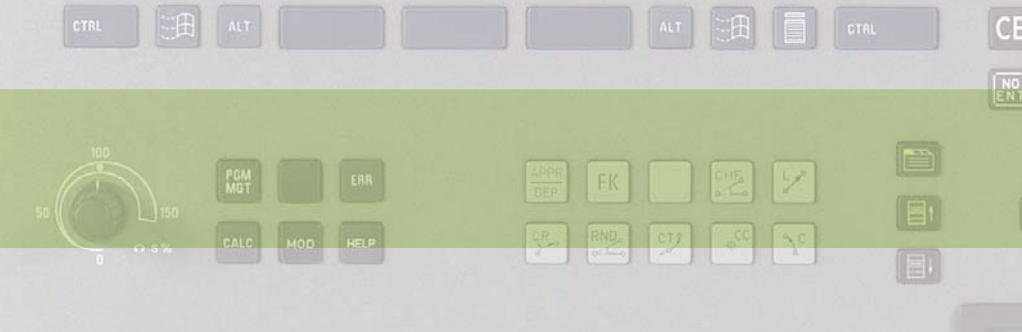 CTRL ALT ALT CTRL CE
NO
ENT
100
50 150
0
S %
PGM
MGT
ERR
CALC MOD HELP
APPR
DEP
FK
CHF
L
CR RND CT CC C